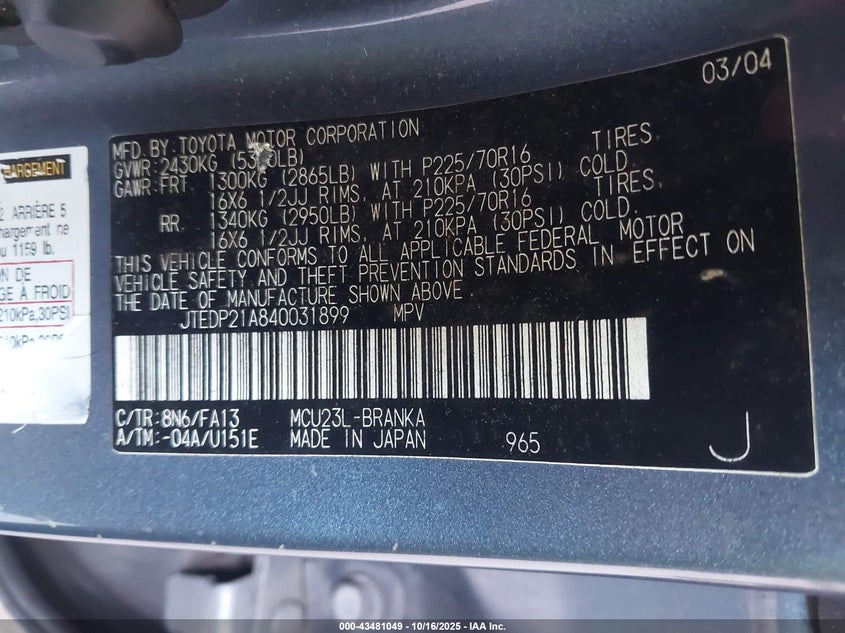 03/04
MFD. BY TOYOTA MOTOR CORPORATION
GVWR 2430KG TIRES,
GAWR FRT. 1300KG (2865LB) WITH P225/70R16
16X6 1/2JJ RIMS, AT 210KPA (30PSI) COLD.
RR. 1340KG (2950LB) WITH P225/70R16 TIRES,
16X6 1/2JJ RIMS, AT 210KPA (30PSI) COLD.
THIS VEHICLE CONFORMS TO ALL APPLICABLE FEDERAL MOTOR
VEHICLE SAFETY AND THEFT PREVENTION STANDARDS IN EFFECT ON
THE DATE OF MANUFACTURE SHOWN ABOVE
JTEDP21A840031899 MPV
C/TR: 8N6/FA13 MCU23L-BRANKA
A/TM: -04A/U151E MADE IN JAPAN 965 J
2 ARRIÈRE 5
ne
1159 lb.
DE
À FROID
210kPa,30PSI
000-43481049 - 10/16/2025 - IAA Inc.